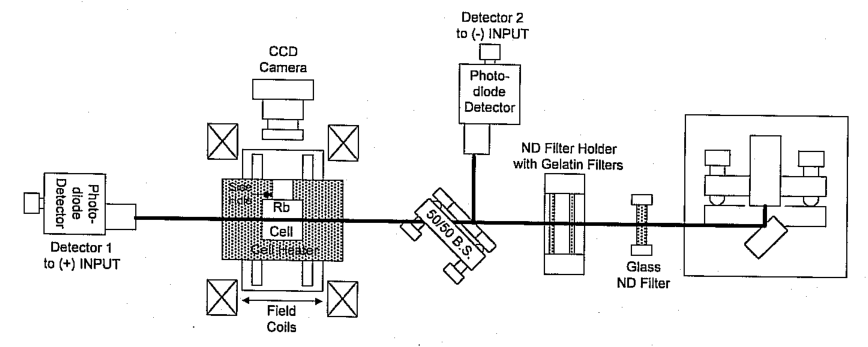 Detector 2
to (-) INPUT
CCD
Camera
Photo-
diode
Detector
ND Filter Holder
with Gelatin Filters
Photo-
diode
Detector
Side
Hole
Rb
Cell
Cell Heater
50/50 B.S.
Detector 1
to (+) INPUT
Glass
ND Filter
Field
Coils